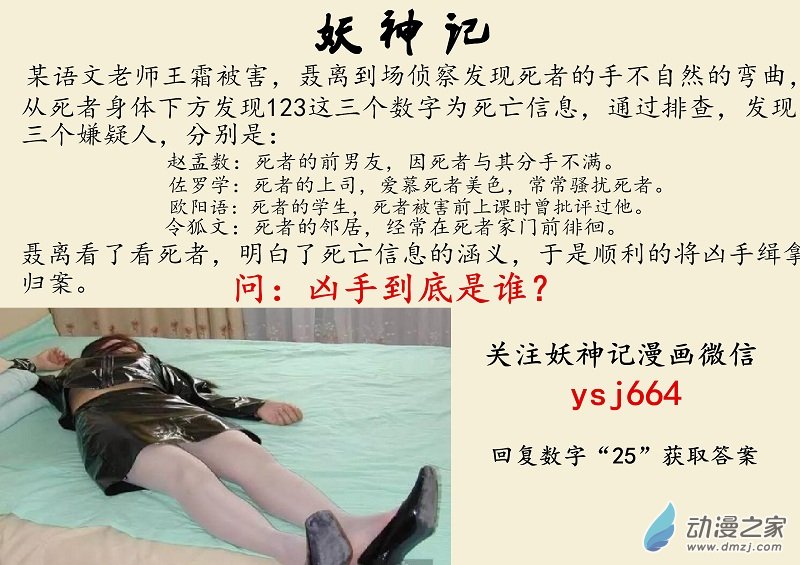 妖神记
某语文老师王霜被害，聂离到场侦察发现死者的手不自然的弯曲，
从死者身体下方发现123这三个数字为死亡信息，通过排查，发现
三个嫌疑人，分别是：
赵孟数：死者的前男友，因死者与其分手不满。
佐罗学：死者的上司，爱慕死者美色，常常骚扰死者。
欧阳语：死者的学生，死者被害前上课时曾批评过他。
令狐文：死者的邻居，经常在死者家门前徘徊。
聂离看了看死者，明白了死亡信息的涵义，于是顺利的将凶手缉拿
归案。
问：凶手到底是谁？
关注妖神记漫画微信
ysj664
回复数字“25”获取答案
动漫之家
www.dmzj.com